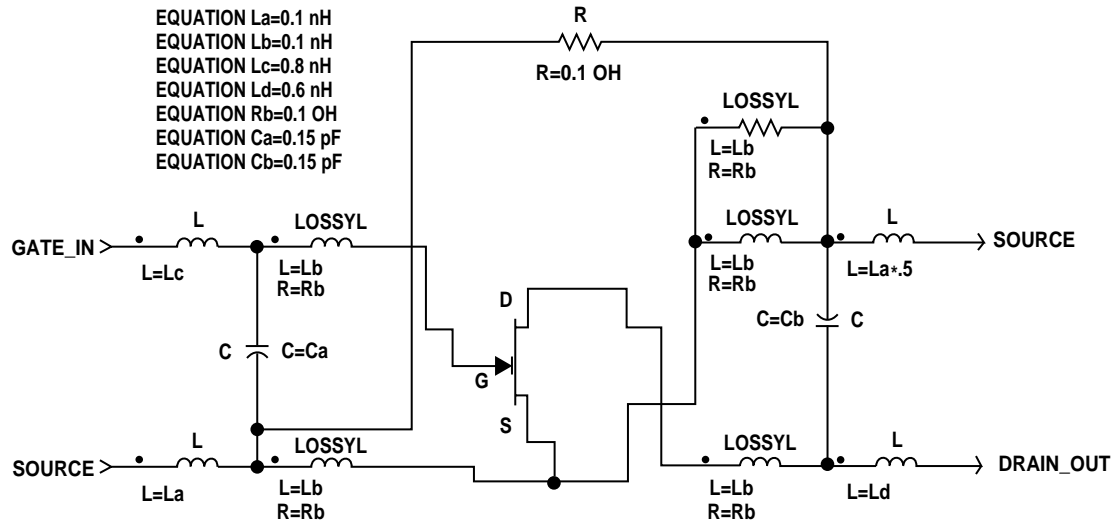 EQUATION La=0.1 nH
EQUATION Lb=0.1 nH
EQUATION Lc=0.8 nH
EQUATION Ld=0.6 nH
EQUATION Rb=0.1 OH
EQUATION Ca=0.15 pF
EQUATION Cb=0.15 pF
R
R=0.1 OH
LOSSYL
L=Lb
R=Rb
L
LOSSYL
LOSSYL
L
GATE_IN
SOURCE
L=Lc
L=Lb
R=Rb
L=Lb
R=Rb
L=La*.5
D
C
C=Ca
G
C=Cb
C
S
L
LOSSYL
LOSSYL
L
SOURCE
DRAIN_OUT
L=La
L=Lb
R=Rb
L=Lb
R=Rb
L=Ld